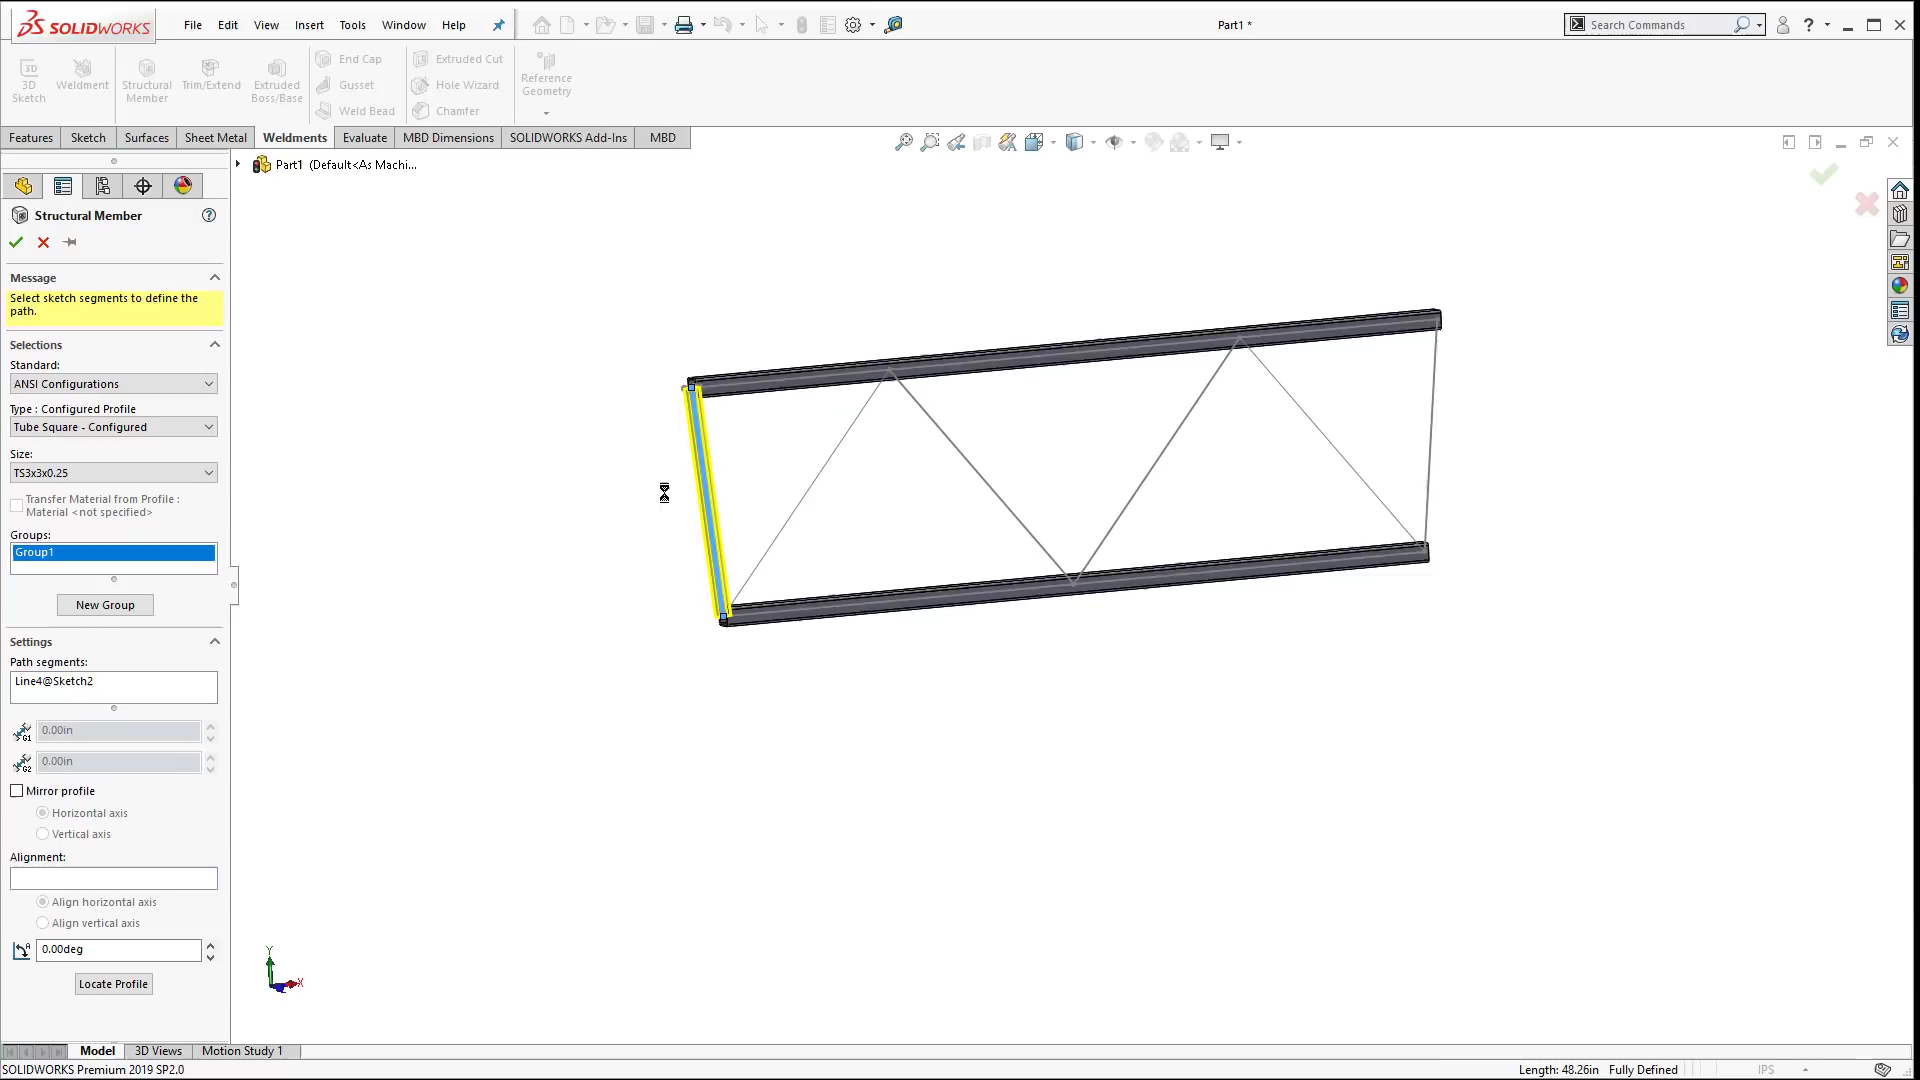 SOLIDWORKS File Edit View Insert Tools Window Help Part1 * Search Commands ?
3D Sketch Weldment Structural Member Trim/Extend Extruded Boss/Base End Cap Gusset Weld Bead Extruded Cut Hole Wizard Chamfer Reference Geometry
Features Sketch Surfaces Sheet Metal Weldments Evaluate MBD Dimensions SOLIDWORKS Add-Ins MBD
Part1 (Default<As Machi...
Structural Member ?
Message
Select sketch segments to define the
path.
Selections
Standard:
ANSI Configurations
Type : Configured Profile
Tube Square - Configured
Size:
TS3x3x0.25
Transfer Material from Profile :
Material <not specified>
Groups:
Group1
New Group
Settings
Path segments:
Line4@Sketch2
G1 0.00in
G2 0.00in
Mirror profile
Horizontal axis
Vertical axis
Alignment:
Align horizontal axis
Align vertical axis
0.00deg
Locate Profile
Y
X
Model 3D Views Motion Study 1
SOLIDWORKS Premium 2019 SP2.0 Length: 48.26in Fully Defined IPS